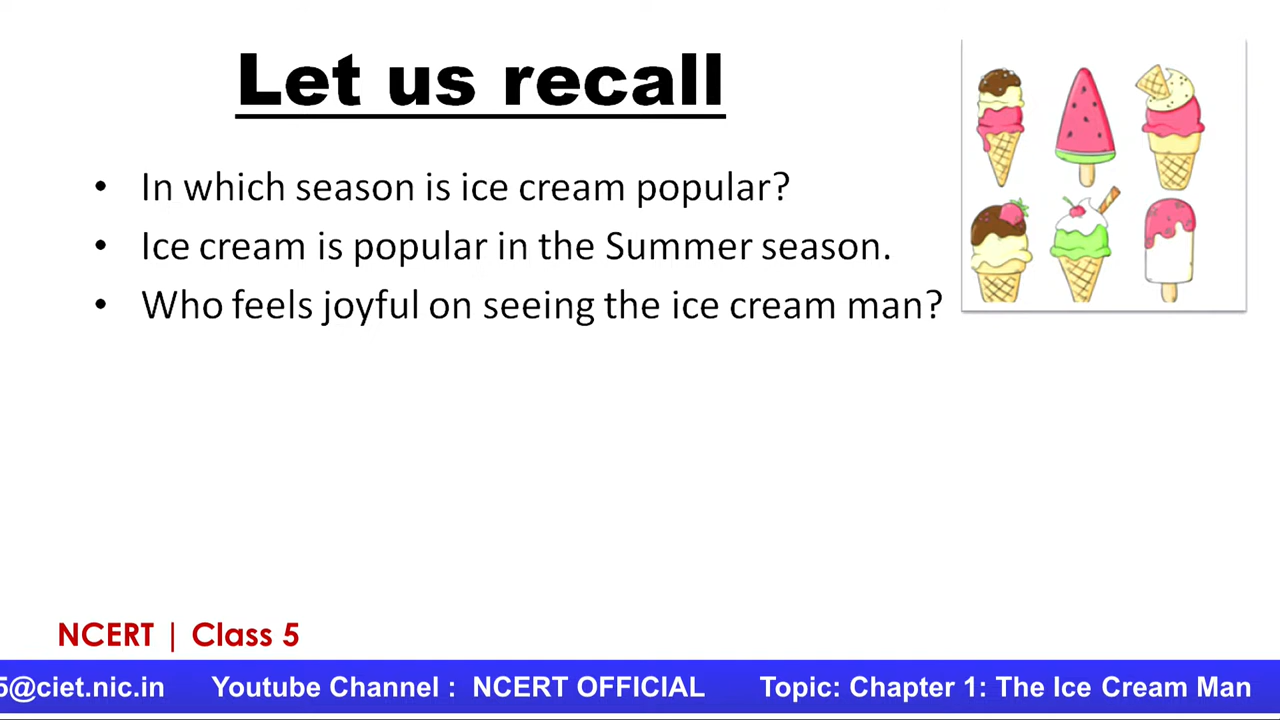 Let us recall
• In which season is ice cream popular?
• Ice cream is popular in the Summer season.
• Who feels joyful on seeing the ice cream man?
NCERT | Class 5
5@ciet.nic.in Youtube Channel : NCERT OFFICIAL Topic: Chapter 1: The Ice Cream Man